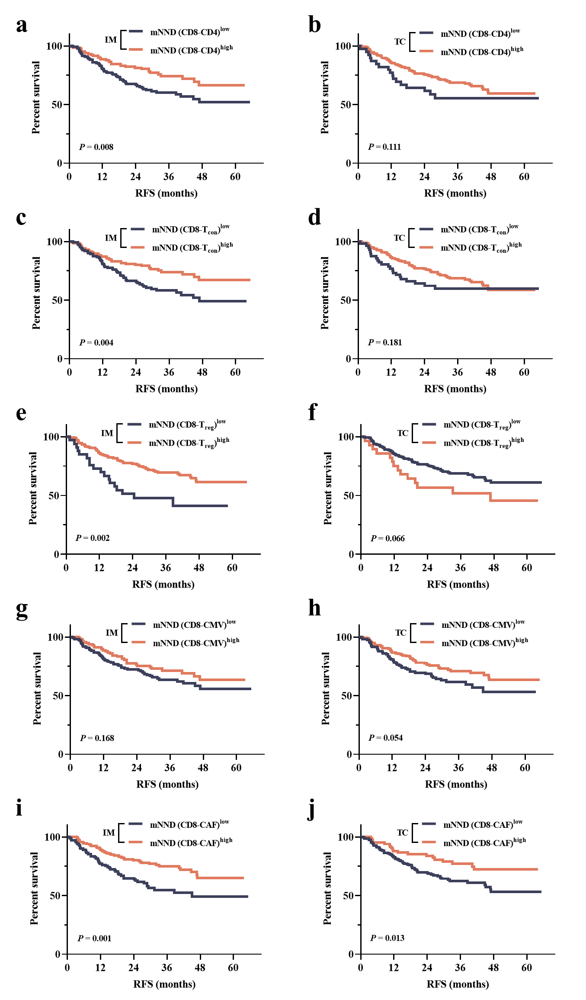 a
IM
mNND (CD8-CD4)low
mNND (CD8-CD4)high
Percent survival
100
50
0
P = 0.008
0 12 24 36 48 60
RFS (months)
b
TC
mNND (CD8-CD4)low
mNND (CD8-CD4)high
Percent survival
100
50
0
P = 0.111
0 12 24 36 48 60
RFS (months)
c
IM
mNND (CD8-Tcon)low
mNND (CD8-Tcon)high
Percent survival
100
50
0
P = 0.004
0 12 24 36 48 60
RFS (months)
d
TC
mNND (CD8-Tcon)low
mNND (CD8-Tcon)high
Percent survival
100
50
0
P = 0.181
0 12 24 36 48 60
RFS (months)
e
IM
mNND (CD8-Treg)low
mNND (CD8-Treg)high
Percent survival
100
50
0
P = 0.002
0 12 24 36 48 60
RFS (months)
f
TC
mNND (CD8-Treg)low
mNND (CD8-Treg)high
Percent survival
100
50
0
P = 0.066
0 12 24 36 48 60
RFS (months)
g
IM
mNND (CD8-CMV)low
mNND (CD8-CMV)high
Percent survival
100
50
0
P = 0.168
0 12 24 36 48 60
RFS (months)
h
TC
mNND (CD8-CMV)low
mNND (CD8-CMV)high
Percent survival
100
50
0
P = 0.054
0 12 24 36 48 60
RFS (months)
i
IM
mNND (CD8-CAF)low
mNND (CD8-CAF)high
Percent survival
100
50
0
P = 0.001
0 12 24 36 48 60
RFS (months)
j
TC
mNND (CD8-CAF)low
mNND (CD8-CAF)high
Percent survival
100
50
0
P = 0.013
0 12 24 36 48 60
RFS (months)